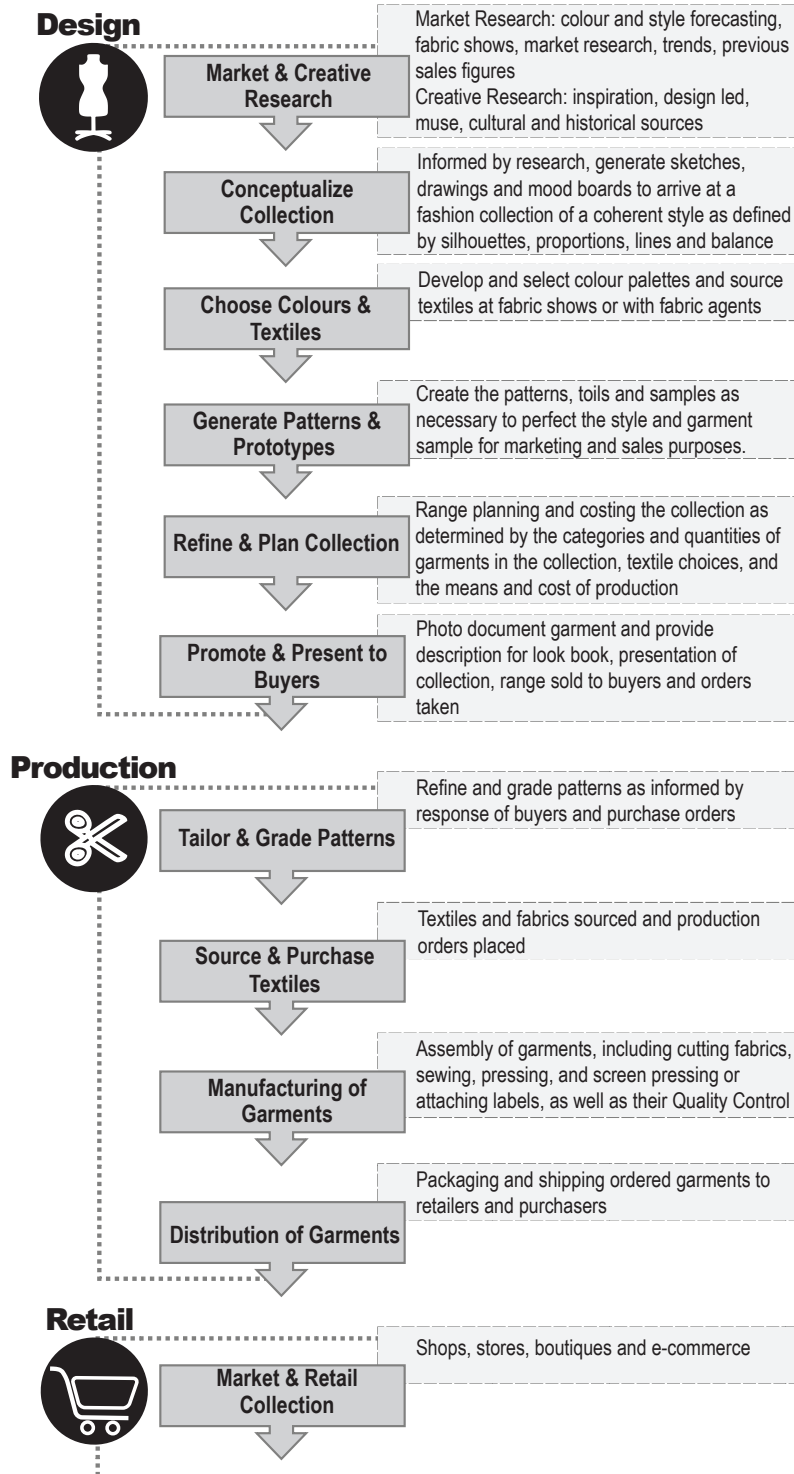 Design
Market & Creative
Research
Market Research: colour and style forecasting,
fabric shows, market research, trends, previous
sales figures
Creative Research: inspiration, design led,
muse, cultural and historical sources
Conceptualize
Collection
Informed by research, generate sketches,
drawings and mood boards to arrive at a
fashion collection of a coherent style as defined
by silhouettes, proportions, lines and balance
Choose Colours &
Textiles
Develop and select colour palettes and source
textiles at fabric shows or with fabric agents
Generate Patterns &
Prototypes
Create the patterns, toils and samples as
necessary to perfect the style and garment
sample for marketing and sales purposes.
Refine & Plan Collection
Range planning and costing the collection as
determined by the categories and quantities of
garments in the collection, textile choices, and
the means and cost of production
Promote & Present to
Buyers
Photo document garment and provide
description for look book, presentation of
collection, range sold to buyers and orders
taken
Production
Tailor & Grade Patterns
Refine and grade patterns as informed by
response of buyers and purchase orders
Source & Purchase
Textiles
Textiles and fabrics sourced and production
orders placed
Manufacturing of
Garments
Assembly of garments, including cutting fabrics,
sewing, pressing, and screen pressing or
attaching labels, as well as their Quality Control
Distribution of Garments
Packaging and shipping ordered garments to
retailers and purchasers
Retail
Market & Retail
Collection
Shops, stores, boutiques and e-commerce